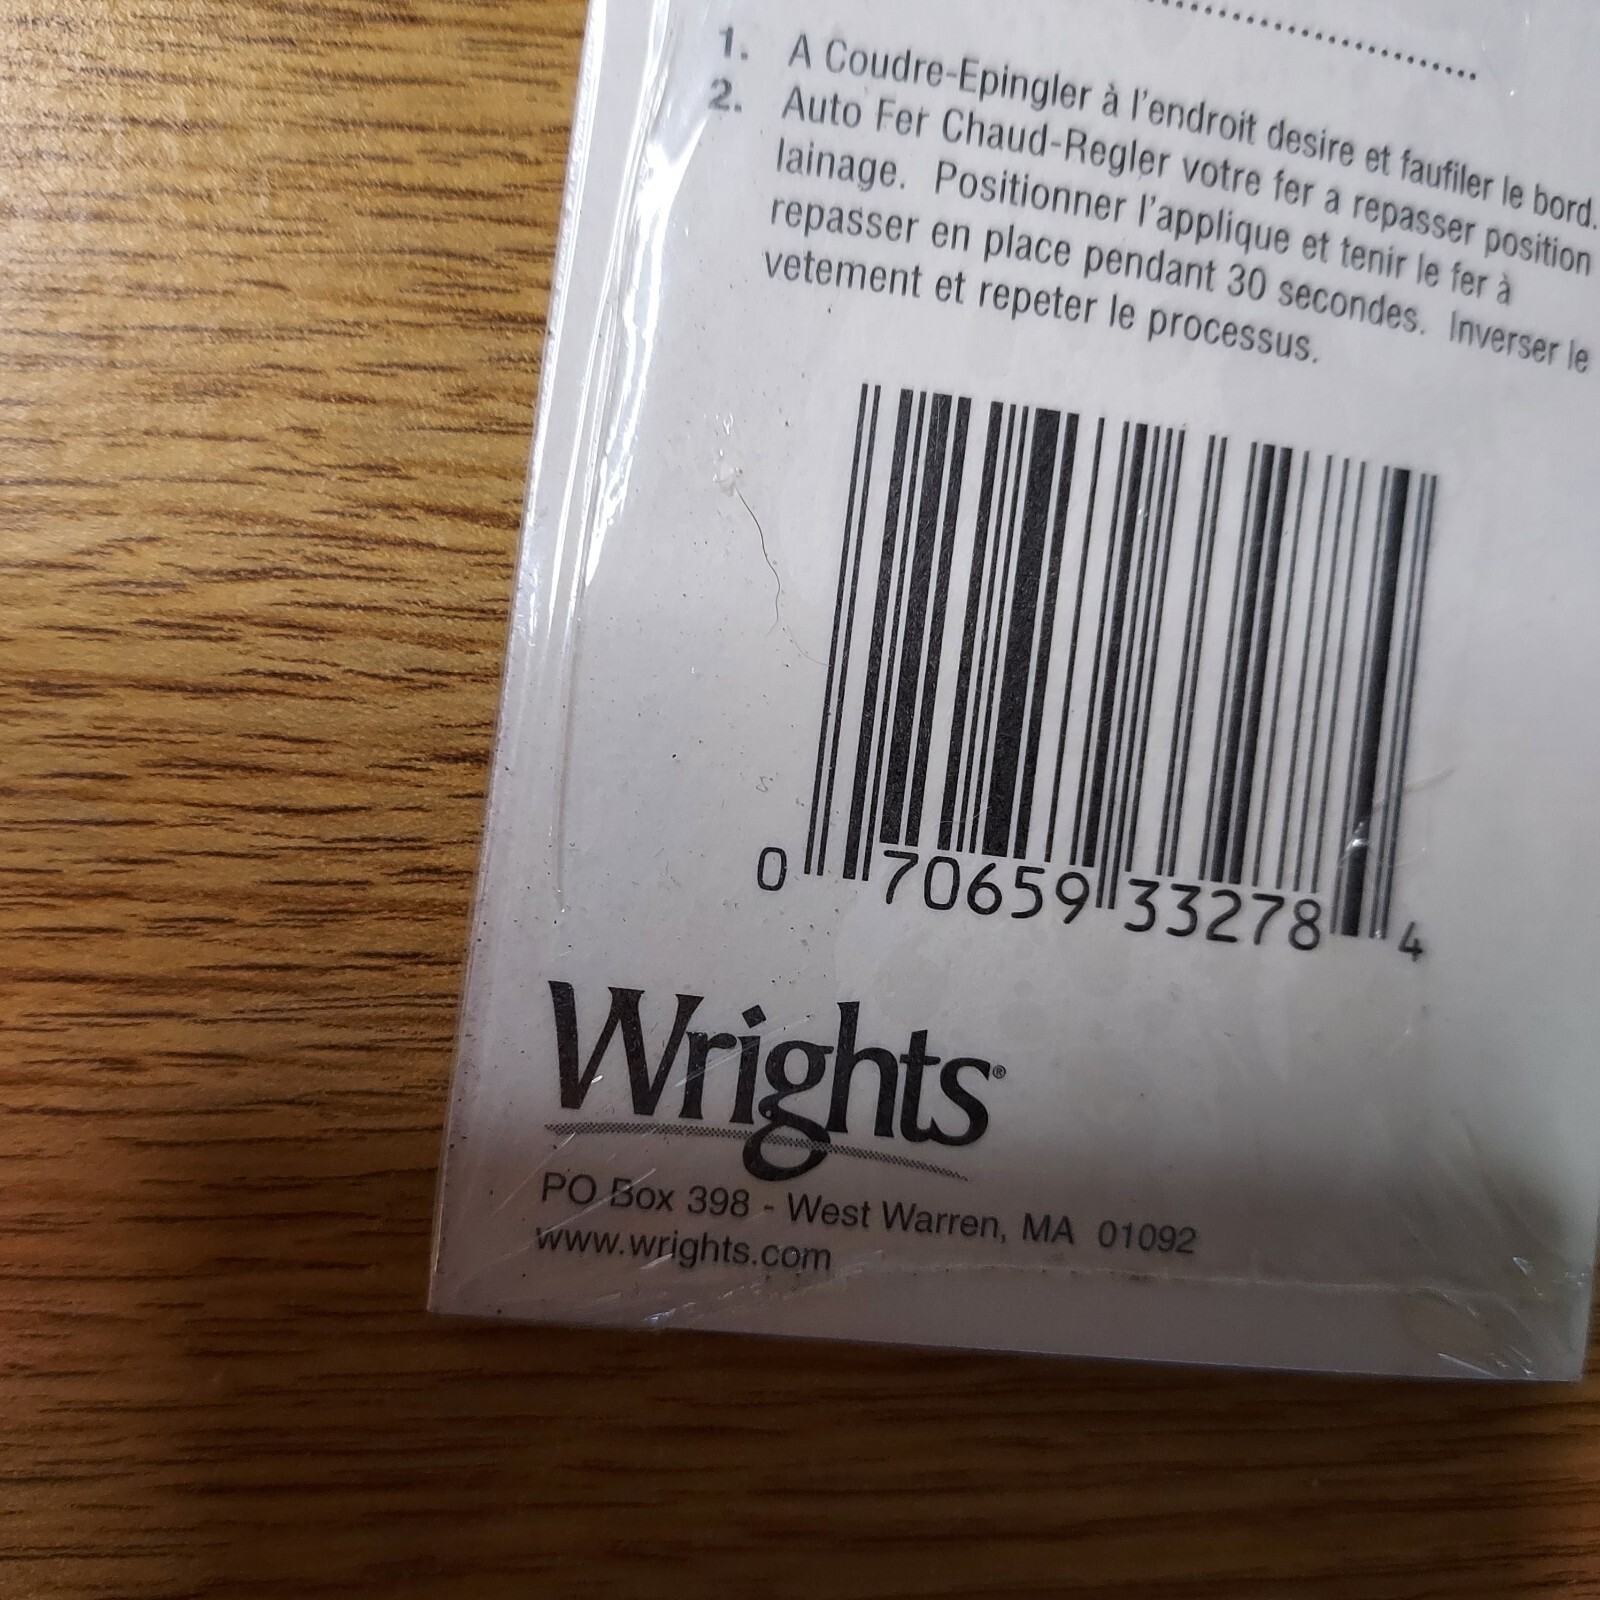 1. A Coudre-Epingler à l'endroit desire et faufiler le bord.
2. Auto Fer Chaud-Regler votre fer a repasser position
lainage. Positionner l'applique et tenir le fer à
repasser en place pendant 30 secondes. Inverser le
vetement et repeter le processus.
0 70659 33278 4
Wrights®
PO Box 398 - West Warren, MA 01092
www.wrights.com